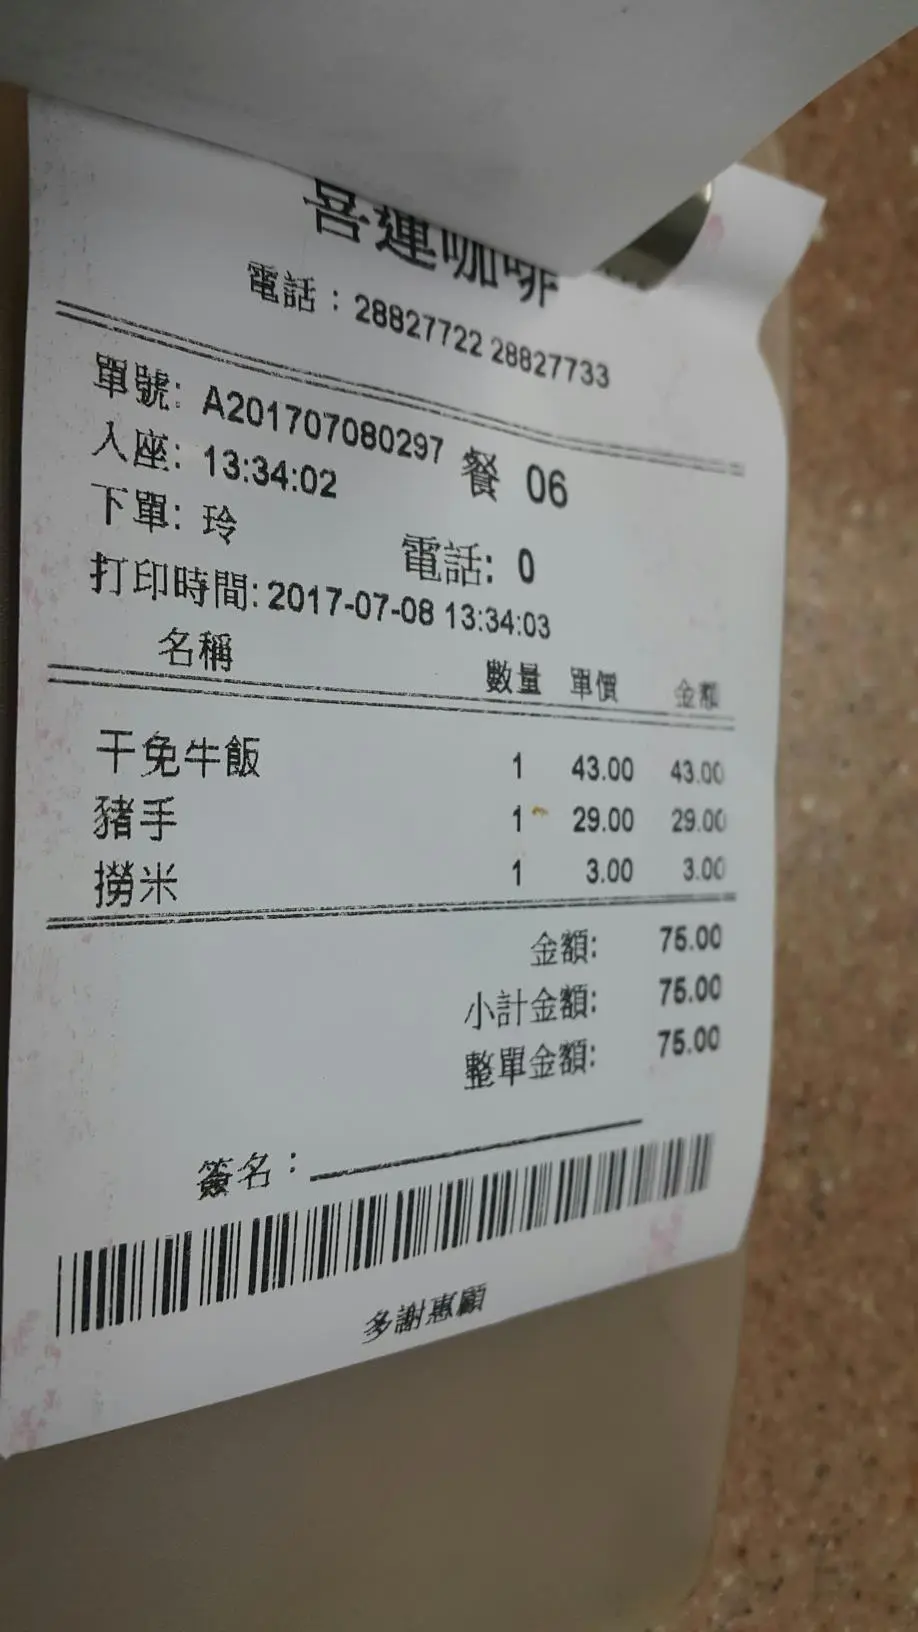 喜運咖啡
電話：28827722 28827733
單號: A201707080297 餐 06
入座: 13:34:02
下單: 玲 電話: 0
打印時間: 2017-07-08 13:34:03
名稱 數量 單價 金額
干免牛飯 1 43.00 43.00
豬手 1 29.00 29.00
撈米 1 3.00 3.00
金額: 75.00
小計金額: 75.00
整單金額: 75.00
簽名：
多謝惠顧